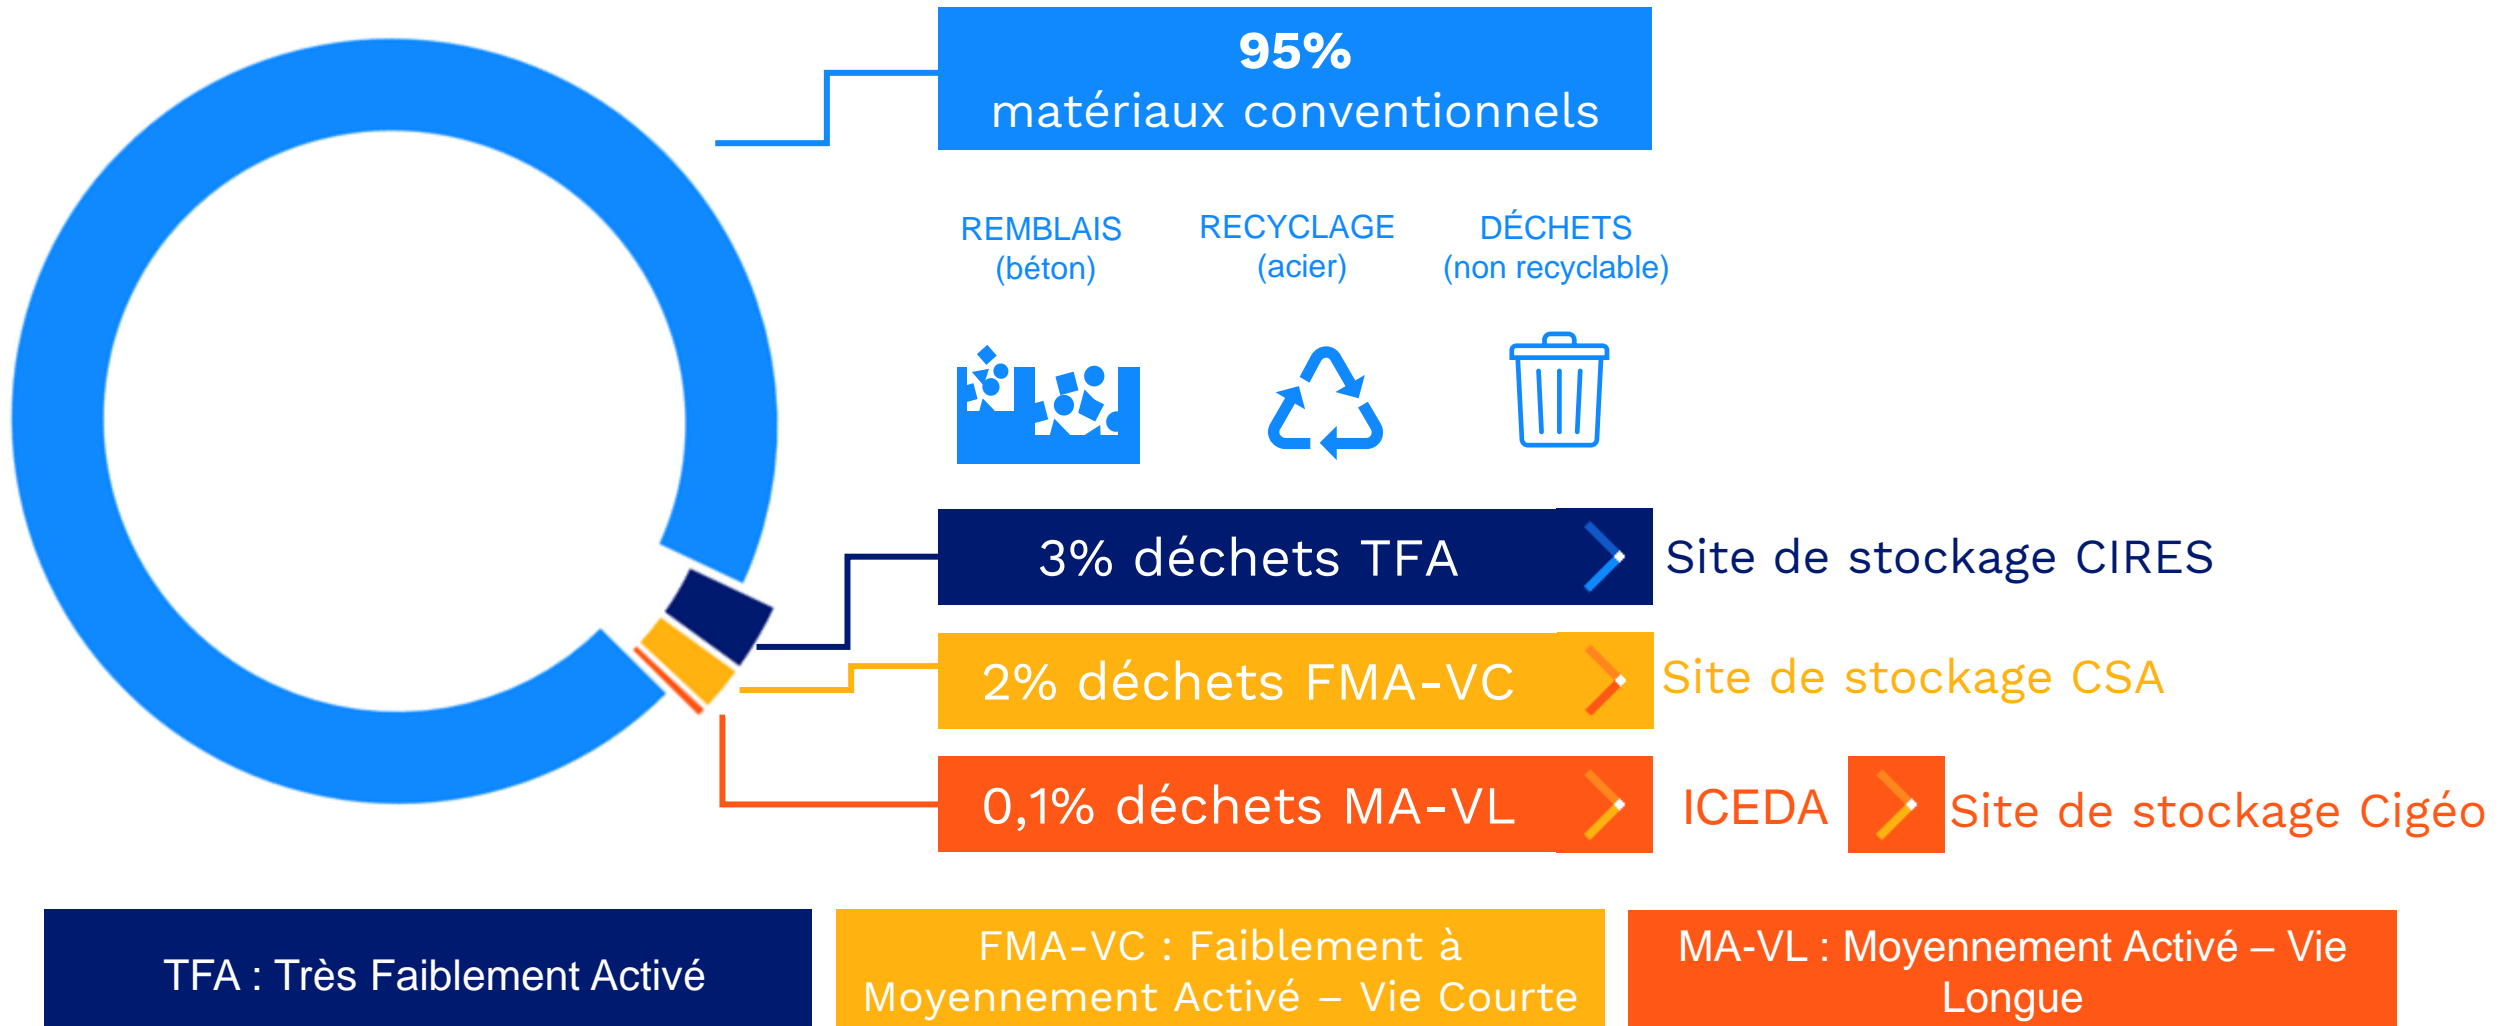 95%
matériaux conventionnels
REMBLAIS
(béton)
RECYCLAGE
(acier)
DÉCHETS
(non recyclable)
3% déchets TFA
Site de stockage CIRES
2% déchets FMA-VC
Site de stockage CSA
0,1% déchets MA-VL
ICEDA
Site de stockage Cigéo
TFA : Très Faiblement Activé
FMA-VC : Faiblement à
Moyennement Activé – Vie Courte
MA-VL : Moyennement Activé – Vie
Longue